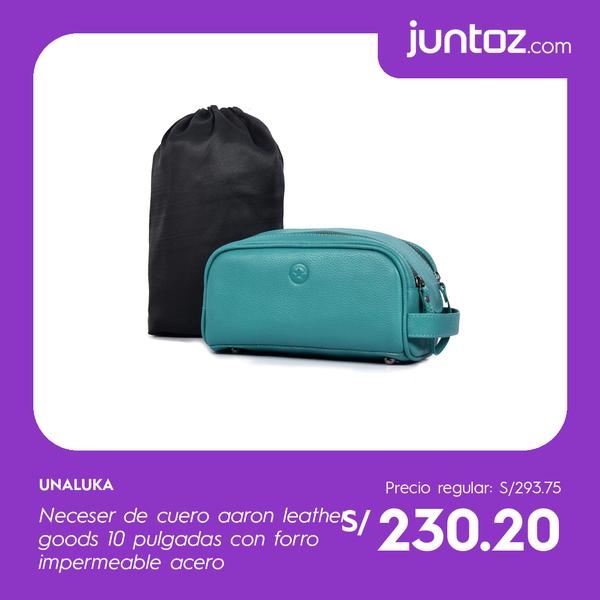 juntoz.com
UNALUKA
Neceser de cuero aaron leather
goods 10 pulgadas con forro
impermeable acero
Precio regular: S/293.75
S/ 230.20